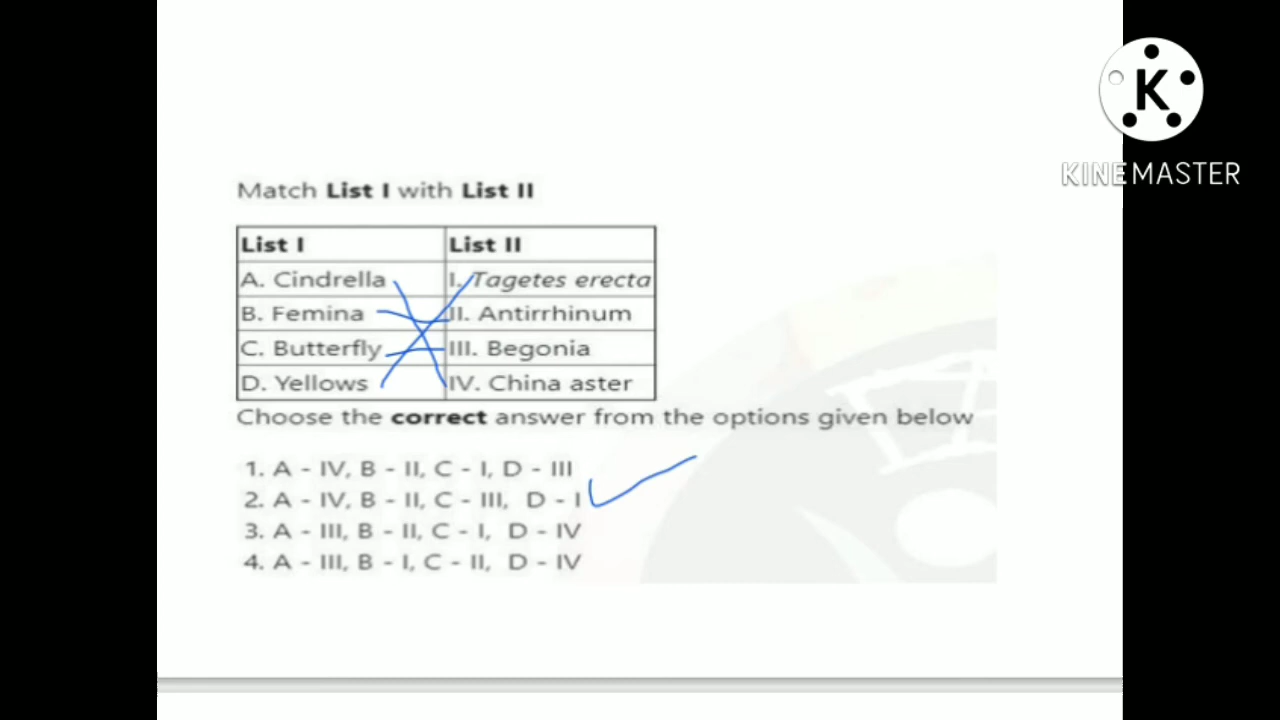 K
KINEMASTER
Match List I with List II
List I List II
A. Cindrella I. Tagetes erecta
B. Femina II. Antirrhinum
C. Butterfly III. Begonia
D. Yellows IV. China aster
Choose the correct answer from the options given below
1. A - IV, B - II, C - I, D - III
2. A - IV, B - II, C - III, D - I
3. A - III, B - II, C - I, D - IV
4. A - III, B - I, C - II, D - IV